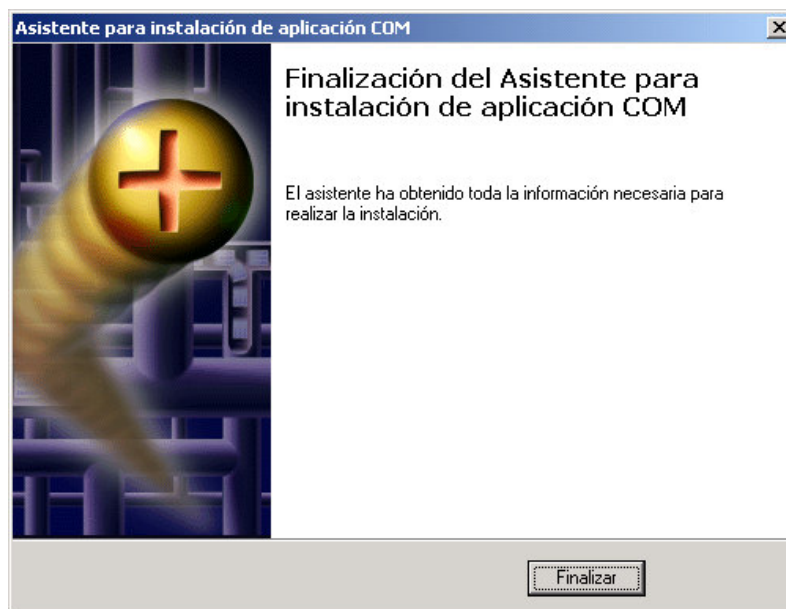 Asistente para instalación de aplicación COM
Finalización del Asistente para
instalación de aplicación COM
El asistente ha obtenido toda la información necesaria para
realizar la instalación.
Finalizar